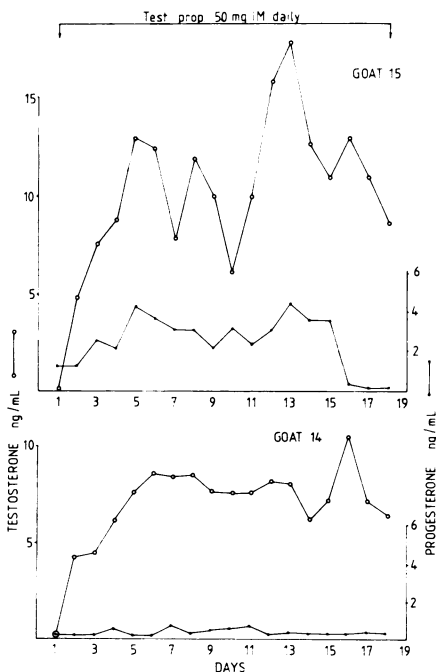 Test prop 50 mg iM daily
GOAT 15
15
10
5
6
4
2
1 3 5 7 9 11 13 15 17 19
TESTOSTERONE ng/mL
PROGESTERONE ng/mL
GOAT 14
10
5
6
4
2
1 3 5 7 9 11 13 15 17 19
DAYS